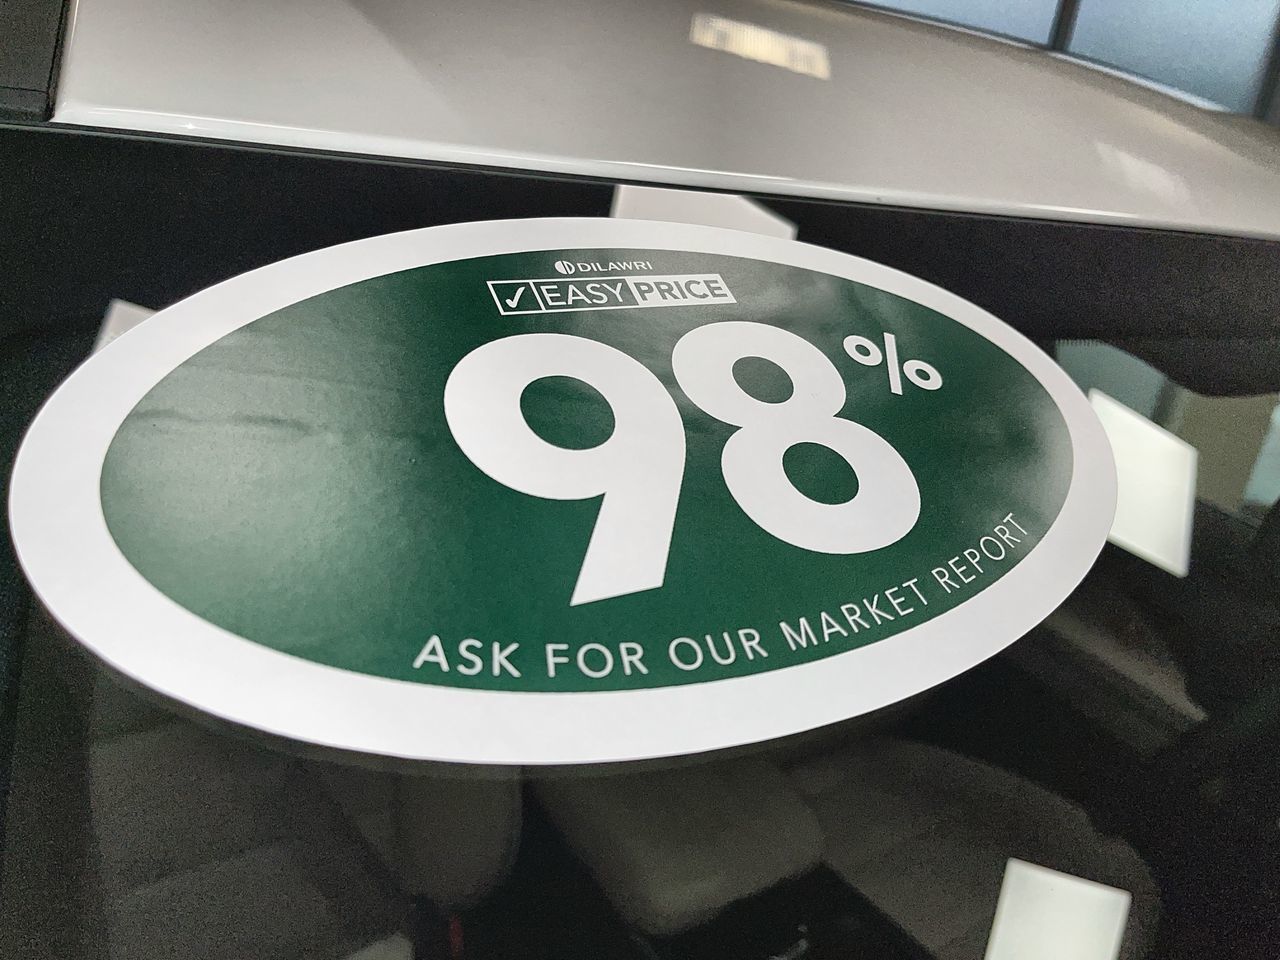 DILAWRI
✓ EASY PRICE
98%
ASK FOR OUR MARKET REPORT